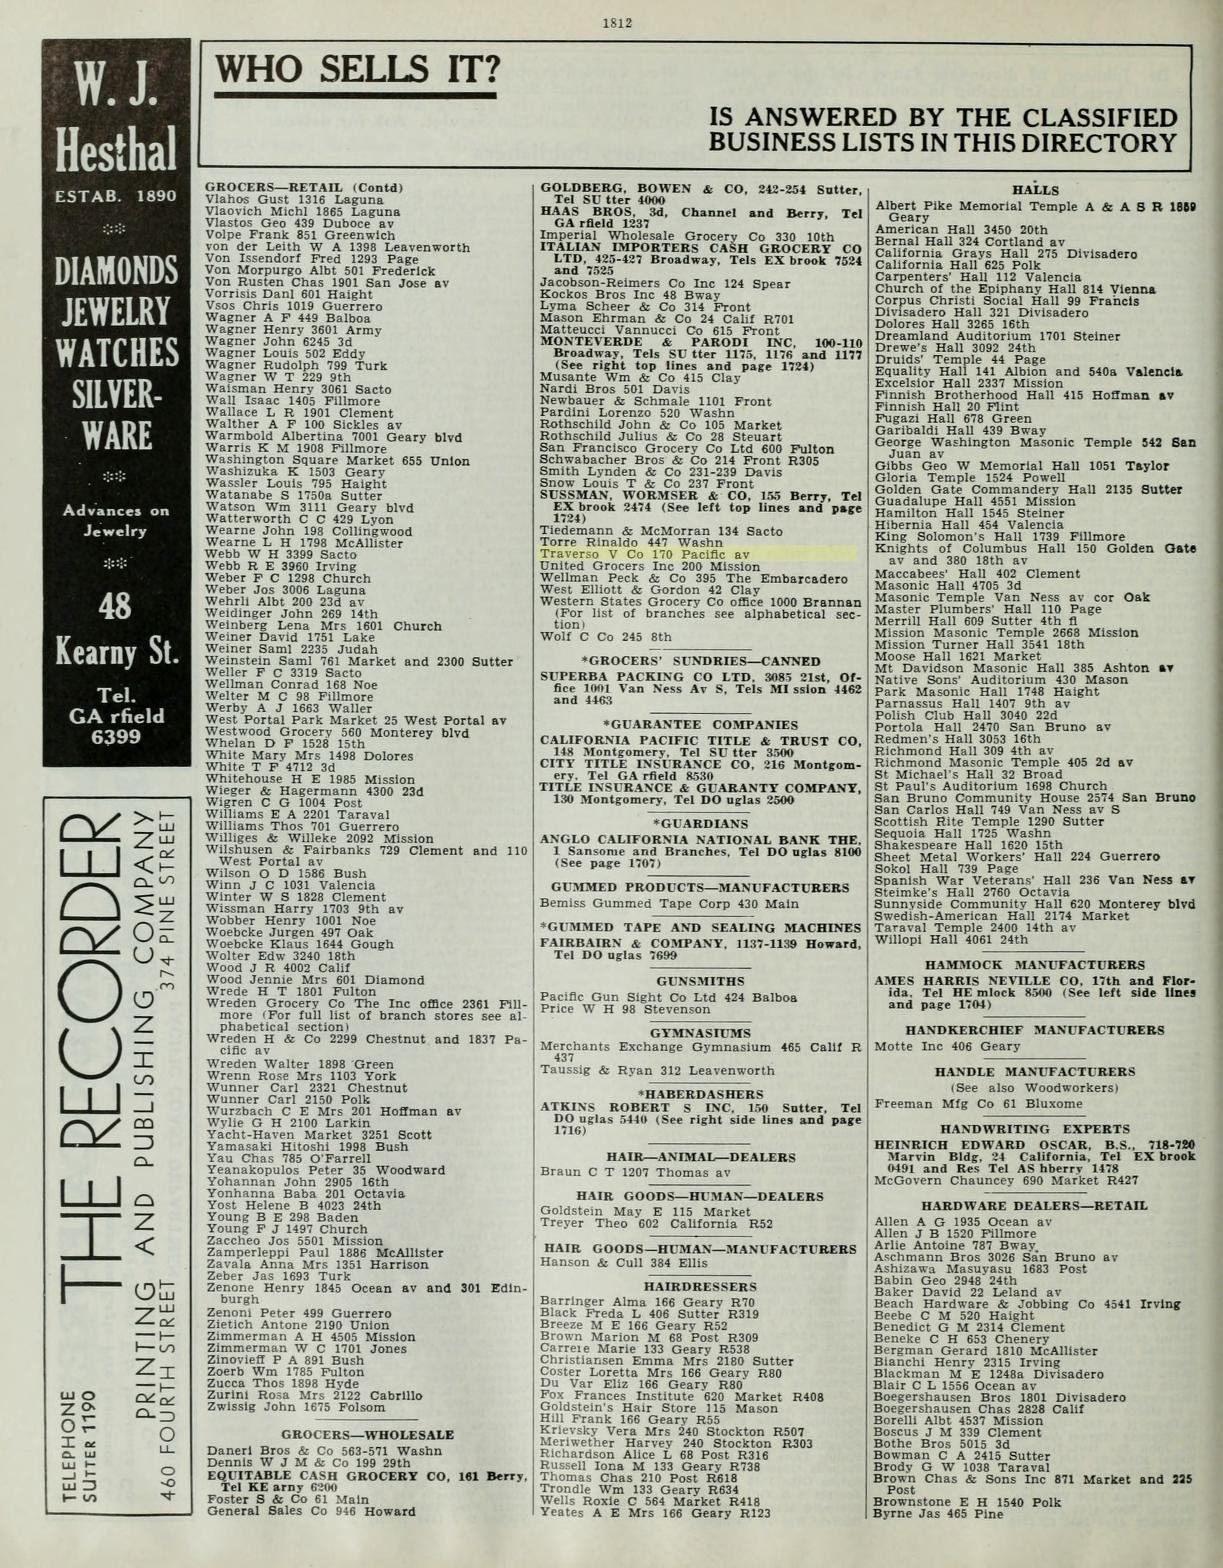 1812
W. J.
Hesthal
ESTAB. 1890
DIAMONDS
JEWELRY
WATCHES
SILVER-
WARE
Advances on
Jewelry
48
Kearny St.
Tel.
GA rfield
6399
THE RECORDER
PRINTING AND PUBLISHING COMPANY
TELEPHONE
SUTTER 1190
460 FOURTH STREET
374 PINE STREET
WHO SELLS IT?
IS ANSWERED BY THE CLASSIFIED
BUSINESS LISTS IN THIS DIRECTORY
GROCERS—RETAIL (Contd)
Vlahos Gust 1316 Laguna
Vlaovich Michl 1865 Laguna
Vlastos Geo 439 Duboce av
Volpe Frank 851 Greenwich
von der Leith W A 1398 Leavenworth
Von Issendorf Fred 1293 Page
Von Morpurgo Albt 501 Frederick
Von Rusten Chas 1901 San Jose av
Vorrisis Danl 601 Haight
Vsos Chris 1019 Guerrero
Wagner A F 449 Balboa
Wagner Henry 3601 Army
Wagner John 6245 3d
Wagner Louis 502 Eddy
Wagner Rudolph 799 Turk
Wagner W T 229 9th
Waisman Henry 3061 Sacto
Wall Isaac 1405 Fillmore
Wallace L R 1901 Clement
Walther A F 100 Sickles av
Warmbold Albertina 7001 Geary blvd
Warris K M 1908 Fillmore
Washington Square Market 655 Union
Washizuka K 1503 Geary
Wassler Louis 795 Haight
Watanabe S 1750a Sutter
Watson Wm 3111 Geary blvd
Watterworth C C 429 Lyon
Wearne John 198 Collingwood
Wearne L H 1798 McAllister
Webb W H 3399 Sacto
Webb R E 3960 Irving
Weber F C 1298 Church
Weber Jos 3006 Laguna
Wehrli Albt 200 23d av
Weidinger John 269 14th
Weinberg Lena Mrs 1601 Church
Weiner David 1751 Lake
Weiner Saml 2235 Judah
Weinstein Saml 761 Market and 2300 Sutter
Weller F C 3319 Sacto
Wellman Conrad 168 Noe
Welter M C 98 Fillmore
Werby A J 1663 Waller
West Portal Park Market 25 West Portal av
Westwood Grocery 560 Monterey blvd
Whelan D F 1528 15th
White Mary Mrs 1498 Dolores
White T F 4712 3d
Whitehouse H E 1985 Mission
Wieger & Hagermann 4300 23d
Wigren C G 1004 Post
Williams E A 2201 Taraval
Williams Thos 701 Guerrero
Williges & Willeke 2092 Mission
Wilshusen & Fairbanks 729 Clement and 110
West Portal av
Wilson O D 1586 Bush
Winn J C 1031 Valencia
Winter W S 1828 Clement
Wissman Harry 1703 9th av
Wobber Henry 1001 Noe
Woebcke Jurgen 497 Oak
Woebcke Klaus 1644 Gough
Wolter Edw 3240 18th
Wood J R 4002 Calif
Wood Jennie Mrs 601 Diamond
Wrede H T 1801 Fulton
Wreden Grocery Co The Inc office 2361 Fill-
more (For full list of branch stores see al-
phabetical section)
Wreden H & Co 2299 Chestnut and 1837 Pa-
cific av
Wreden Walter 1898 Green
Wrenn Rose Mrs 1103 York
Wunner Carl 2321 Chestnut
Wunner Carl 2150 Polk
Wurzbach C E Mrs 201 Hoffman av
Wylie G H 2100 Larkin
Yacht-Haven Market 3251 Scott
Yamasaki Hitoshi 1998 Bush
Yau Chas 785 O'Farrell
Yeanakopulos Peter 35 Woodward
Yohannan John 2905 16th
Yonhanna Baba 201 Octavia
Yost Helene B 4023 24th
Young B E 298 Baden
Young F J 1497 Church
Zaccheo Jos 5501 Mission
Zamperleppi Paul 1886 McAllister
Zavala Anna Mrs 1351 Harrison
Zeber Jas 1693 Turk
Zenone Henry 1845 Ocean av and 301 Edin-
burgh
Zenoni Peter 499 Guerrero
Zietich Antone 2190 Union
Zimmerman A H 4505 Mission
Zimmerman W C 1701 Jones
Zinovieff P A 891 Bush
Zoerb Wm 1785 Fulton
Zucca Thos 1898 Hyde
Zurini Rosa Mrs 2122 Cabrillo
Zwissig John 1675 Folsom
GROCERS—WHOLESALE
Daneri Bros & Co 563-571 Washn
Dennis W J M & Co 199 29th
EQUITABLE CASH GROCERY CO, 161 Berry,
Tel KE arny 6200
Foster S & Co 61 Main
General Sales Co 946 Howard
GOLDBERG, BOWEN & CO, 242-254 Sutter,
Tel SU tter 4000
HAAS BROS, 3d, Channel and Berry, Tel
GA rfield 1237
Imperial Wholesale Grocery Co 330 10th
ITALIAN IMPORTERS CASH GROCERY CO
LTD, 425-427 Broadway, Tels EX brook 7524
and 7525
Jacobson-Reimers Co Inc 124 Spear
Kockos Bros Inc 48 Bway
Lyma Scheer & Co 314 Front
Mason Ehrman & Co 24 Calif R701
Matteucci Vannucci Co 615 Front
MONTEVERDE & PARODI INC, 100-110
Broadway, Tels SU tter 1175, 1176 and 1177
(See right top lines and page 1724)
Musante Wm & Co 415 Clay
Nardi Bros 501 Davis
Newbauer & Schmale 1101 Front
Pardini Lorenzo 520 Washn
Rothschild John & Co 105 Market
Rothschild Julius & Co 28 Steuart
San Francisco Grocery Co Ltd 600 Fulton
Schwabacher Bros & Co 214 Front R305
Smith Lynden & Co 231-239 Davis
Snow Louis T & Co 237 Front
SUSSMAN, WORMSER & CO, 155 Berry, Tel
EX brook 2474 (See left top lines and page
1724)
Tiedemann & McMorran 134 Sacto
Torre Rinaldo 447 Washn
Traverso V Co 170 Pacific av
United Grocers Inc 200 Mission
Wellman Peck & Co 395 The Embarcadero
West Elliott & Gordon 42 Clay
Western States Grocery Co office 1000 Brannan
(For list of branches see alphabetical sec-
tion)
Wolf C Co 245 8th
*GROCERS' SUNDRIES—CANNED
SUPERBA PACKING CO LTD, 3085 21st, Of-
fice 1001 Van Ness Av S, Tels MI ssion 4462
and 4463
*GUARANTEE COMPANIES
CALIFORNIA PACIFIC TITLE & TRUST CO,
148 Montgomery, Tel SU tter 3500
CITY TITLE INSURANCE CO, 216 Montgom-
ery, Tel GA rfield 8530
TITLE INSURANCE & GUARANTY COMPANY,
130 Montgomery, Tel DO uglas 2500
*GUARDIANS
ANGLO CALIFORNIA NATIONAL BANK THE,
1 Sansome and Branches, Tel DO uglas 8100
(See page 1707)
GUMMED PRODUCTS—MANUFACTURERS
Bemiss Gummed Tape Corp 430 Main
*GUMMED TAPE AND SEALING MACHINES
FAIRBAIRN & COMPANY, 1137-1139 Howard,
Tel DO uglas 7699
GUNSMITHS
Pacific Gun Sight Co Ltd 424 Balboa
Price W H 98 Stevenson
GYMNASIUMS
Merchants Exchange Gymnasium 465 Calif R
437
Taussig & Ryan 312 Leavenworth
*HABERDASHERS
ATKINS ROBERT S INC, 150 Sutter, Tel
DO uglas 5440 (See right side lines and page
1716)
HAIR—ANIMAL—DEALERS
Braun C T 1207 Thomas av
HAIR GOODS—HUMAN—DEALERS
Goldstein May E 115 Market
Treyer Theo 602 California R52
HAIR GOODS—HUMAN—MANUFACTURERS
Hanson & Cull 384 Ellis
HAIRDRESSERS
Barringer Alma 166 Geary R70
Black Freda L 406 Sutter R319
Breeze M E 166 Geary R52
Brown Marion M 68 Post R309
Carreie Marie 133 Geary R538
Christiansen Emma Mrs 2180 Sutter
Coster Loretta Mrs 166 Geary R80
Du Var Eliz 166 Geary R80
Fox Frances Institute 620 Market R408
Goldstein's Hair Store 115 Mason
Hill Frank 166 Geary R55
Krievsky Vera Mrs 240 Stockton R507
Meriwether Harvey 240 Stockton R303
Richardson Alice L 68 Post R316
Russell Iona M 133 Geary R738
Thomas Chas 210 Post R618
Trondle Wm 133 Geary R634
Wells Roxie C 564 Market R418
Yeates A E Mrs 166 Geary R123
HALLS
Albert Pike Memorial Temple A & A S R 1859
Geary
American Hall 3450 20th
Bernal Hall 324 Cortland av
California Grays Hall 275 Divisadero
California Hall 625 Polk
Carpenters' Hall 112 Valencia
Church of the Epiphany Hall 814 Vienna
Corpus Christi Social Hall 99 Francis
Divisadero Hall 321 Divisadero
Dolores Hall 3265 16th
Dreamland Auditorium 1701 Steiner
Drewe's Hall 3092 24th
Druids' Temple 44 Page
Equality Hall 141 Albion and 540a Valencia
Excelsior Hall 2337 Mission
Finnish Brotherhood Hall 415 Hoffman av
Finnish Hall 20 Flint
Fugazi Hall 678 Green
Garibaldi Hall 439 Bway
George Washington Masonic Temple 542 San
Juan av
Gibbs Geo W Memorial Hall 1051 Taylor
Gloria Temple 1524 Powell
Golden Gate Commandery Hall 2135 Sutter
Guadalupe Hall 4551 Mission
Hamilton Hall 1545 Steiner
Hibernia Hall 454 Valencia
King Solomon's Hall 1739 Fillmore
Knights of Columbus Hall 150 Golden Gate
av and 380 18th av
Maccabees' Hall 402 Clement
Masonic Hall 4705 3d
Masonic Temple Van Ness av cor Oak
Master Plumbers' Hall 110 Page
Merrill Hall 609 Sutter 4th fl
Mission Masonic Temple 2668 Mission
Mission Turner Hall 3541 18th
Moose Hall 1621 Market
Mt Davidson Masonic Hall 385 Ashton av
Native Sons' Auditorium 430 Mason
Park Masonic Hall 1748 Haight
Parnassus Hall 1407 9th av
Polish Club Hall 3040 22d
Portola Hall 2470 San Bruno av
Redmen's Hall 3053 16th
Richmond Hall 309 4th av
Richmond Masonic Temple 405 2d av
St Michael's Hall 32 Broad
St Paul's Auditorium 1698 Church
San Bruno Community House 2574 San Bruno
San Carlos Hall 749 Van Ness av S
Scottish Rite Temple 1290 Sutter
Sequoia Hall 1725 Washn
Shakespeare Hall 1620 15th
Sheet Metal Workers' Hall 224 Guerrero
Sokol Hall 739 Page
Spanish War Veterans' Hall 236 Van Ness av
Steimke's Hall 2760 Octavia
Sunnyside Community Hall 620 Monterey blvd
Swedish-American Hall 2174 Market
Taraval Temple 2400 14th av
Willopi Hall 4061 24th
HAMMOCK MANUFACTURERS
AMES HARRIS NEVILLE CO, 17th and Flor-
ida, Tel HE mlock 8500 (See left side lines
and page 1704)
HANDKERCHIEF MANUFACTURERS
Motte Inc 406 Geary
HANDLE MANUFACTURERS
(See also Woodworkers)
Freeman Mfg Co 61 Bluxome
HANDWRITING EXPERTS
HEINRICH EDWARD OSCAR, B.S., 718-720
Marvin Bldg, 24 California, Tel EX brook
0491 and Res Tel AS hberry 1478
McGovern Chauncey 690 Market R427
HARDWARE DEALERS—RETAIL
Allen A G 1935 Ocean av
Allen J B 1520 Fillmore
Arlie Antoine 787 Bway
Aschmann Bros 3026 San Bruno av
Ashizawa Masuyasu 1683 Post
Babin Geo 2948 24th
Baker David 22 Leland av
Beach Hardware & Jobbing Co 4541 Irving
Beebe C M 520 Haight
Benedict G M 2314 Clement
Beneke C H 653 Chenery
Bergman Gerard 1810 McAllister
Bianchi Henry 2315 Irving
Blackman M E 1248a Divisadero
Blair C L 1556 Ocean av
Boegershausen Bros 1801 Divisadero
Boegershausen Chas 2828 Calif
Borelli Albt 4537 Mission
Boscus J M 339 Clement
Bothe Bros 5015 3d
Bowman C A 2415 Sutter
Brody G W 1038 Taraval
Brown Chas & Sons Inc 871 Market and 225
Post
Brownstone E H 1540 Polk
Byrne Jas 465 Pine